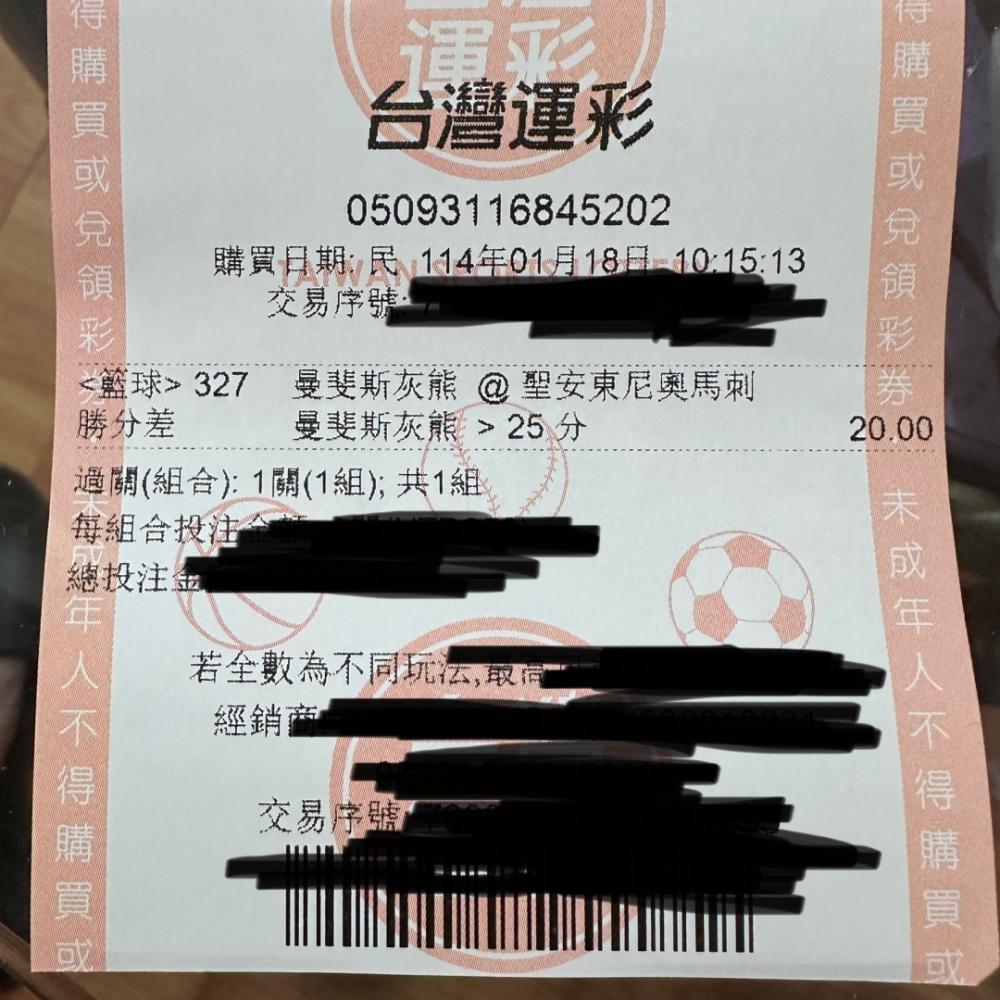 運彩
台灣運彩
05093116845202
TAIWAN SPORTS
購買日期: 民 114年01月18日 10:15:13
交易序號: 7
<籃球> 327 曼斐斯灰熊 @ 聖安東尼奧馬刺
勝分差 曼斐斯灰熊 > 25 分 20.00
過關(組合): 1關(1組); 共1組
每組合投注金額
總投注金
若全數為不同玩法,最高
經銷商
交易序號: 7
得購買或兌領彩券
未成年人不得購買或
得購買或兌領彩券
未成年人不得購買或